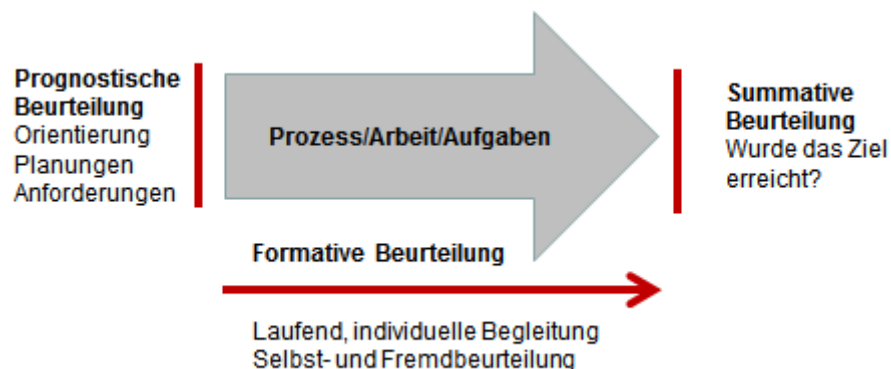 Prognostische
Beurteilung
Orientierung
Planungen
Anforderungen
Prozess/Arbeit/Aufgaben
Summative
Beurteilung
Wurde das Ziel
erreicht?
Formative Beurteilung
Laufend, individuelle Begleitung
Selbst- und Fremdbeurteilung